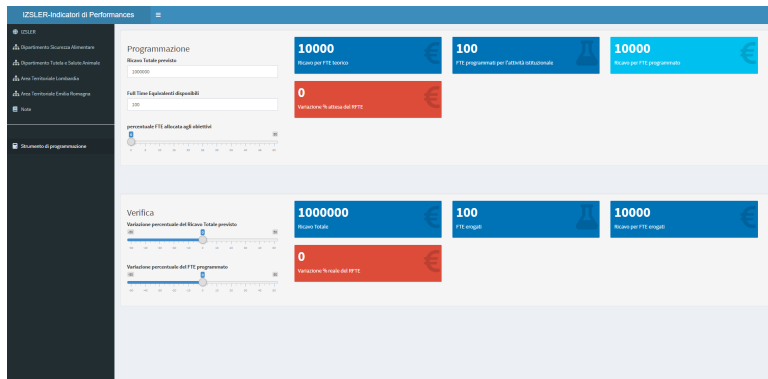 IZSLER-Indicatori di Performances
IZSLER
Dipartimento Sicurezza Alimentare
Dipartimento Tutela e Salute Animale
Area Territoriale Lombardia
Area Territoriale Emilia Romagna
Note
Strumento di programmazione
Programmazione
Ricavo Totale previsto
Full Time Equivalenti disponibili
100
percentuale FTE allocata agli obiettivi
10000
Ricavo per FTE teorico
100
FTE programmati per l'attività istituzionale
10000
Ricavo per FTE programmato
0
Variazione % attesa del RFTE
Verifica
Variazione percentuale del Ricavo Totale previsto
Variazione percentuale del FTE programmato
1000000
Ricavo Totale
100
FTE erogati
10000
Ricavo per FTE erogati
0
Variazione % reale del RFTE